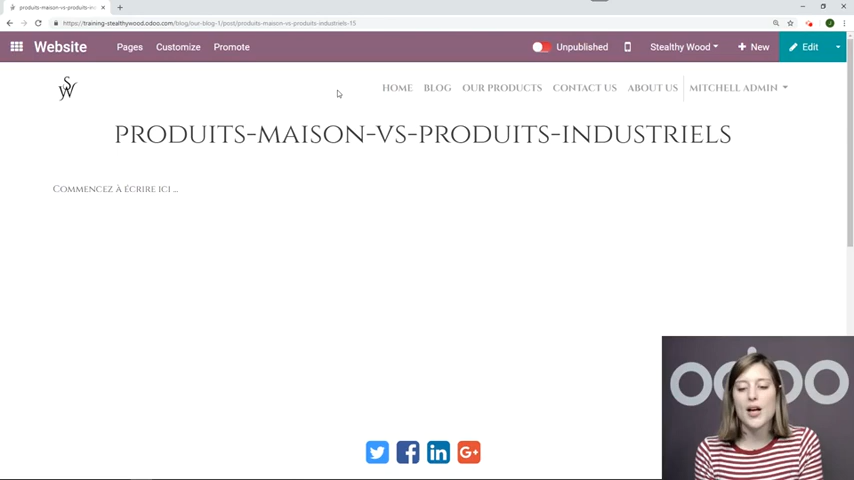 produits-maison-vs-produits-ind
https://training-stealthywood.odoo.com/blog/our-blog-1/post/produits-maison-vs-produits-industriels-15
Website Pages Customize Promote Unpublished Stealthy Wood New Edit
SW HOME BLOG OUR PRODUCTS CONTACT US ABOUT US MITCHELL ADMIN
PRODUITS-MAISON-VS-PRODUITS-INDUSTRIELS
Commencez à écrire ici ...
odoo